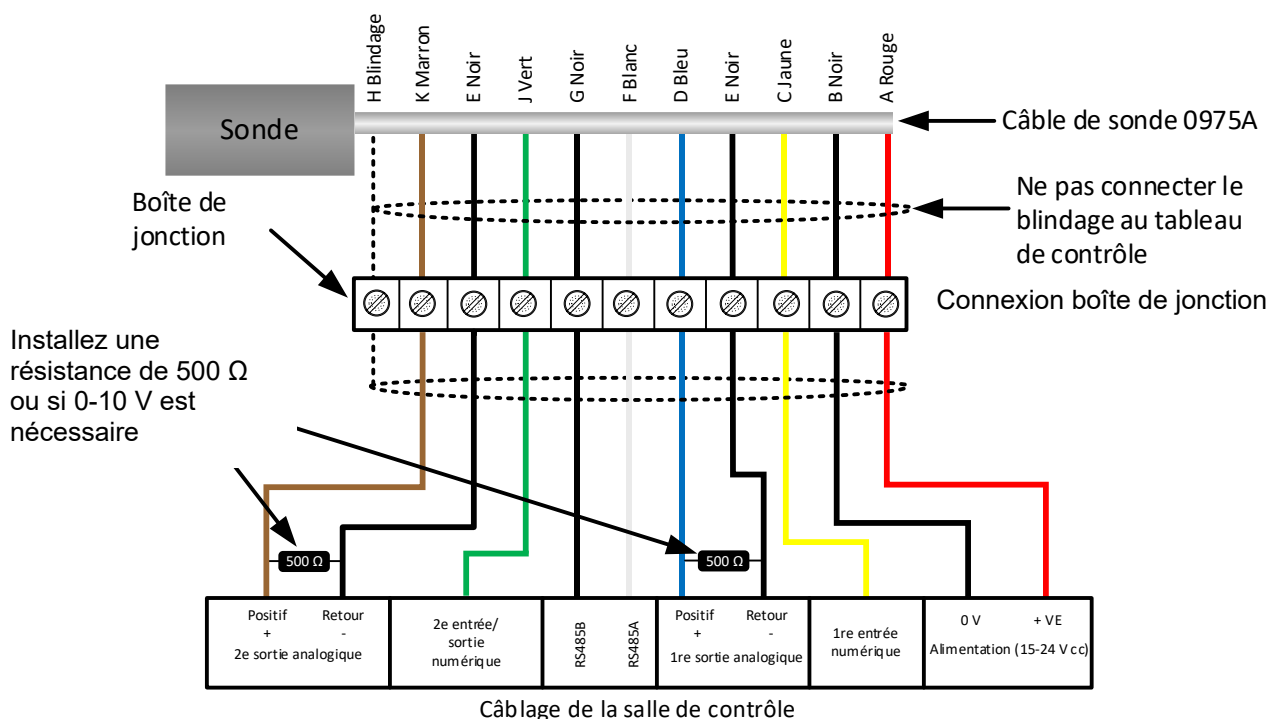 H Blindage
K Marron
E Noir
J Vert
G Noir
F Blanc
D Bleu
E Noir
C Jaune
B Noir
A Rouge
Sonde
Câble de sonde 0975A
Boîte de
jonction
Ne pas connecter le
blindage au tableau
de contrôle
Connexion boîte de jonction
Installez une
résistance de 500 Ω
ou si 0-10 V est
nécessaire
500 Ω
500 Ω
Positif
+
Retour
-
2e sortie analogique
2e entrée/
sortie
numérique
RS485B
RS485A
Positif
+
Retour
-
1re sortie analogique
1re entrée
numérique
0 V
+ VE
Alimentation (15-24 V cc)
Câblage de la salle de contrôle